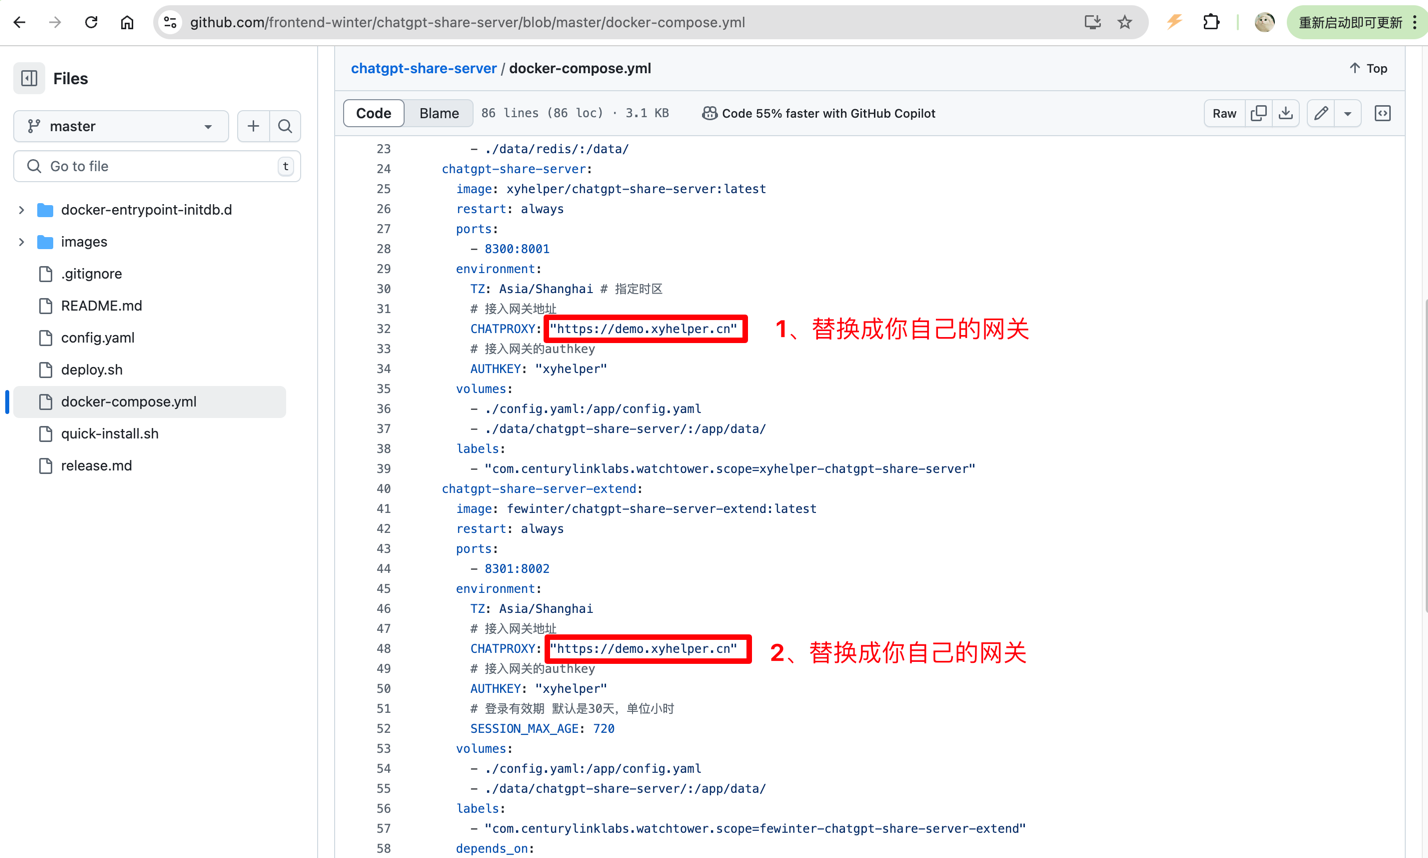 github.com/frontend-winter/chatgpt-share-server/blob/master/docker-compose.yml
重新启动即可更新
Files
chatgpt-share-server / docker-compose.yml
Top
master
Code
Blame
86 lines (86 loc) · 3.1 KB
Code 55% faster with GitHub Copilot
Raw
Go to file
t
docker-entrypoint-initdb.d
images
.gitignore
README.md
config.yaml
deploy.sh
docker-compose.yml
quick-install.sh
release.md
23 - ./data/redis/:/data/
24 chatgpt-share-server:
25 image: xyhelper/chatgpt-share-server:latest
26 restart: always
27 ports:
28 - 8300:8001
29 environment:
30 TZ: Asia/Shanghai # 指定时区
31 # 接入网关地址
32 CHATPROXY: "https://demo.xyhelper.cn" 1、替换成你自己的网关
33 # 接入网关的authkey
34 AUTHKEY: "xyhelper"
35 volumes:
36 - ./config.yaml:/app/config.yaml
37 - ./data/chatgpt-share-server/:/app/data/
38 labels:
39 - "com.centurylinklabs.watchtower.scope=xyhelper-chatgpt-share-server"
40 chatgpt-share-server-extend:
41 image: fewinter/chatgpt-share-server-extend:latest
42 restart: always
43 ports:
44 - 8301:8002
45 environment:
46 TZ: Asia/Shanghai
47 # 接入网关地址
48 CHATPROXY: "https://demo.xyhelper.cn" 2、替换成你自己的网关
49 # 接入网关的authkey
50 AUTHKEY: "xyhelper"
51 # 登录有效期 默认是30天，单位小时
52 SESSION_MAX_AGE: 720
53 volumes:
54 - ./config.yaml:/app/config.yaml
55 - ./data/chatgpt-share-server/:/app/data/
56 labels:
57 - "com.centurylinklabs.watchtower.scope=fewinter-chatgpt-share-server-extend"
58 depends_on: